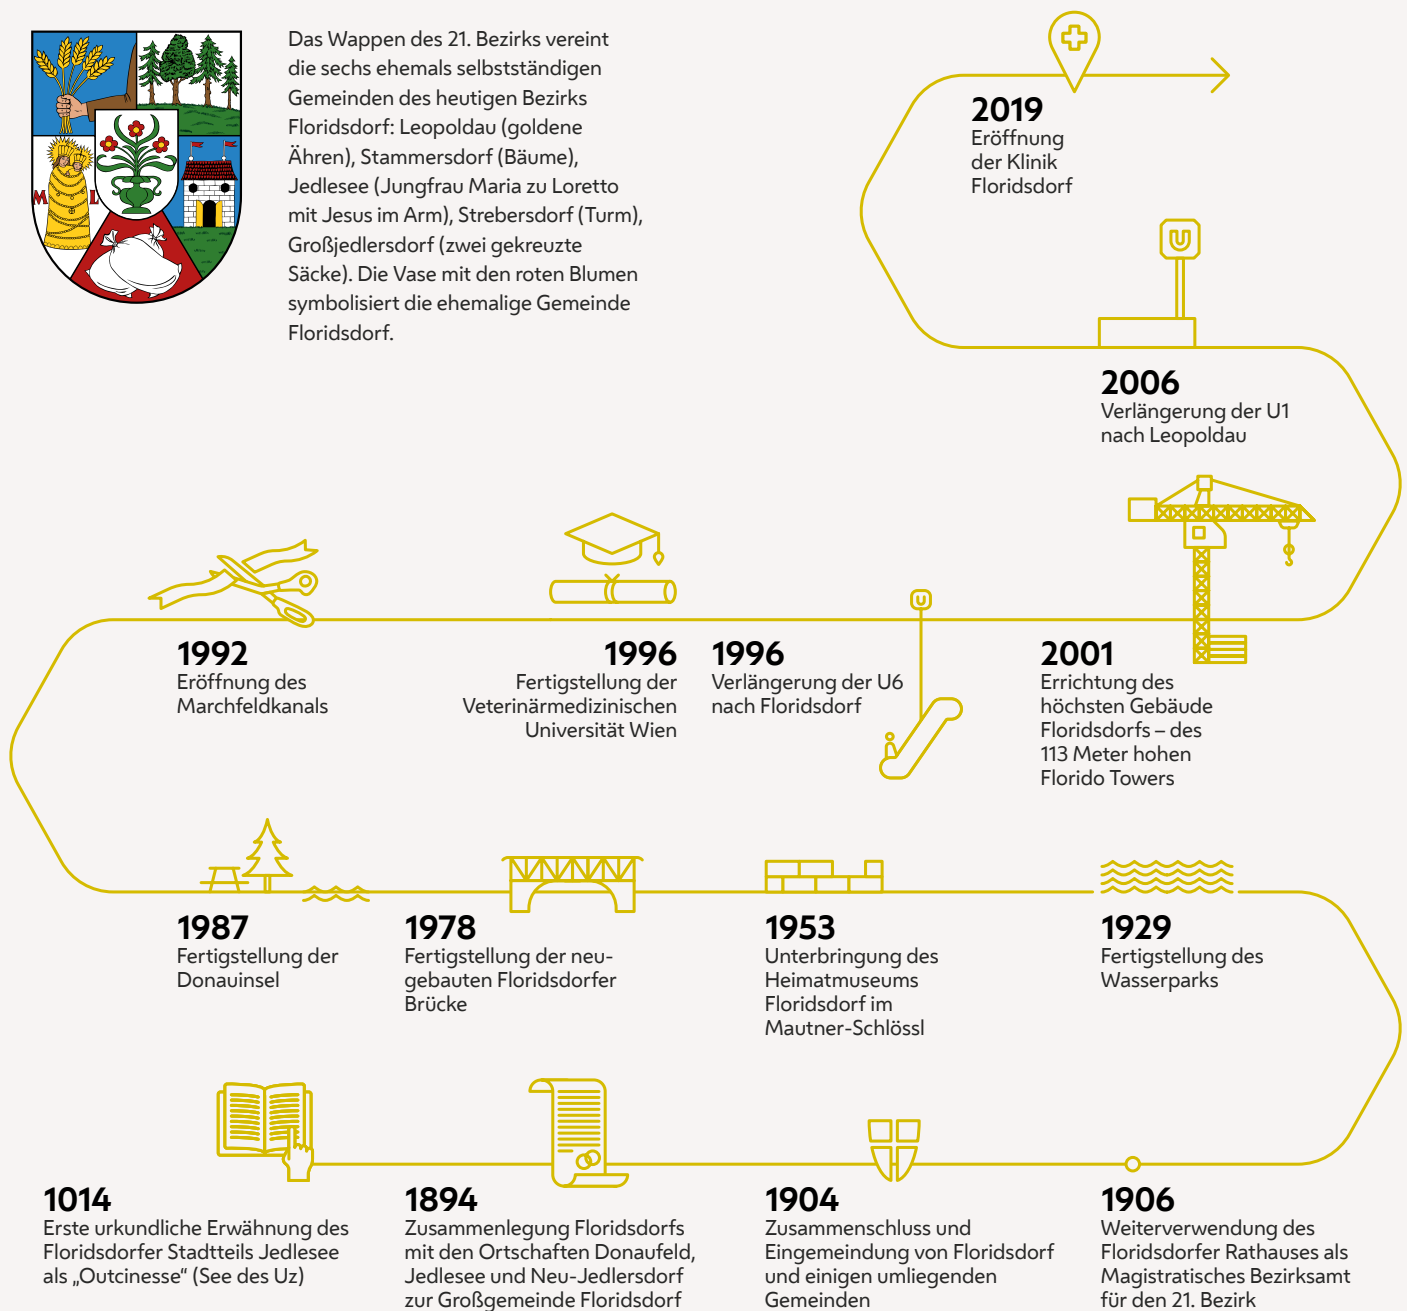 Das Wappen des 21. Bezirks vereint
die sechs ehemals selbstständigen
Gemeinden des heutigen Bezirks
Floridsdorf: Leopoldau (goldene
Ähren), Stammersdorf (Bäume),
Jedlesee (Jungfrau Maria zu Loretto
mit Jesus im Arm), Strebersdorf (Turm),
Großjedlersdorf (zwei gekreuzte
Säcke). Die Vase mit den roten Blumen
symbolisiert die ehemalige Gemeinde
Floridsdorf.
M L
2019
Eröffnung
der Klinik
Floridsdorf
U
2006
Verlängerung der U1
nach Leopoldau
1992
Eröffnung des
Marchfeldkanals
1996
Fertigstellung der
Veterinärmedizinischen
Universität Wien
U
1996
Verlängerung der U6
nach Floridsdorf
2001
Errichtung des
höchsten Gebäude
Floridsdorfs – des
113 Meter hohen
Florido Towers
1987
Fertigstellung der
Donauinsel
1978
Fertigstellung der neu-
gebauten Floridsdorfer
Brücke
1953
Unterbringung des
Heimatmuseums
Floridsdorf im
Mautner-Schlössl
1929
Fertigstellung des
Wasserparks
1014
Erste urkundliche Erwähnung des
Floridsdorfer Stadtteils Jedlesee
als „Outcinesse“ (See des Uz)
1894
Zusammenlegung Floridsdorfs
mit den Ortschaften Donaufeld,
Jedlesee und Neu-Jedlersdorf
zur Großgemeinde Floridsdorf
1904
Zusammenschluss und
Eingemeindung von Floridsdorf
und einigen umliegenden
Gemeinden
1906
Weiterverwendung des
Floridsdorfer Rathauses als
Magistratisches Bezirksamt
für den 21. Bezirk